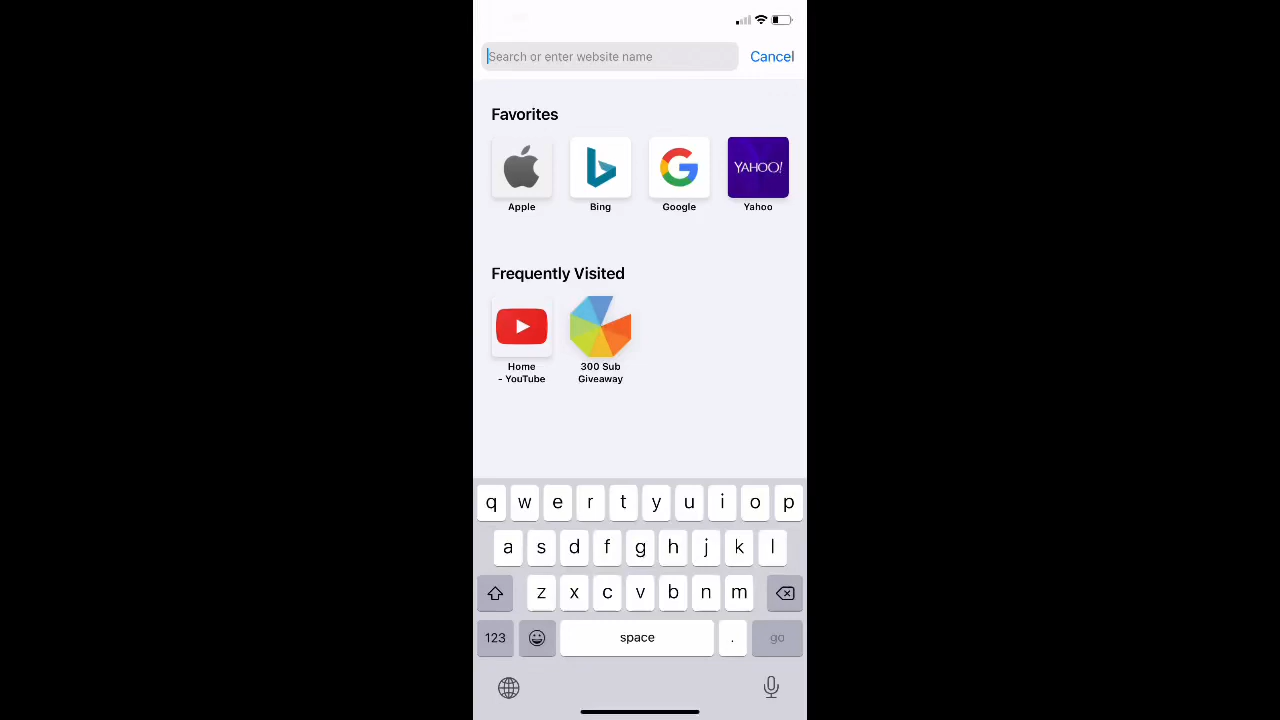 Search or enter website name Cancel
Favorites
YAHOO!
Apple Bing Google Yahoo
Frequently Visited
Home
- YouTube
300 Sub
Giveaway
q w e r t y u i o p
a s d f g h j k l
z x c v b n m
123 space . go